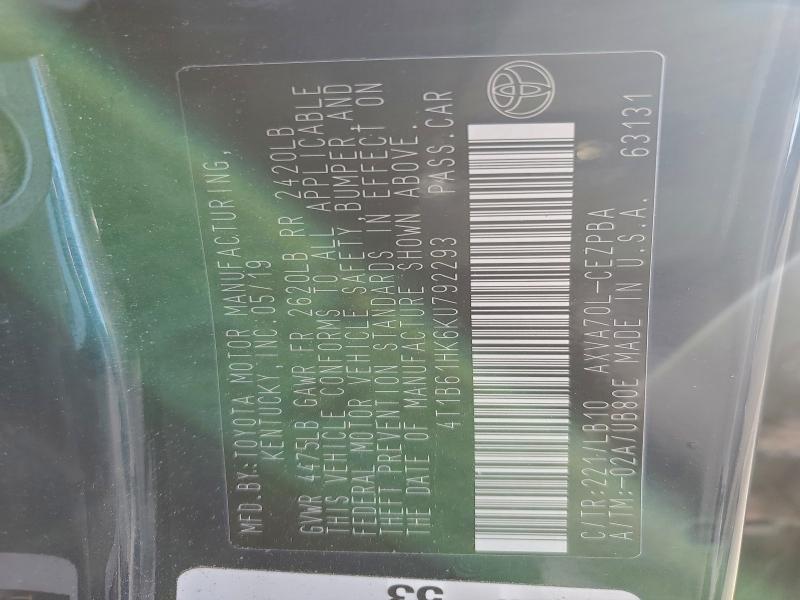 MFD.BY:TOYOTA MOTOR MANUFACTURING,
KENTUCKY, INC. 05/19
GVWR 4475LB GAWR FR 2620LB RR 2420LB
THIS VEHICLE CONFORMS TO ALL APPLICABLE
FEDERAL MOTOR VEHICLE SAFETY, BUMPER, AND
THEFT PREVENTION STANDARDS IN EFFECT ON
THE DATE OF MANUFACTURE SHOWN ABOVE.
4T1B61HK6KU792293 PASS.CAR
C/TR:221/LB10 AXVA70L-CEZPBA
A/TM:-02A/UB80E MADE IN U.S.A. 63131
53